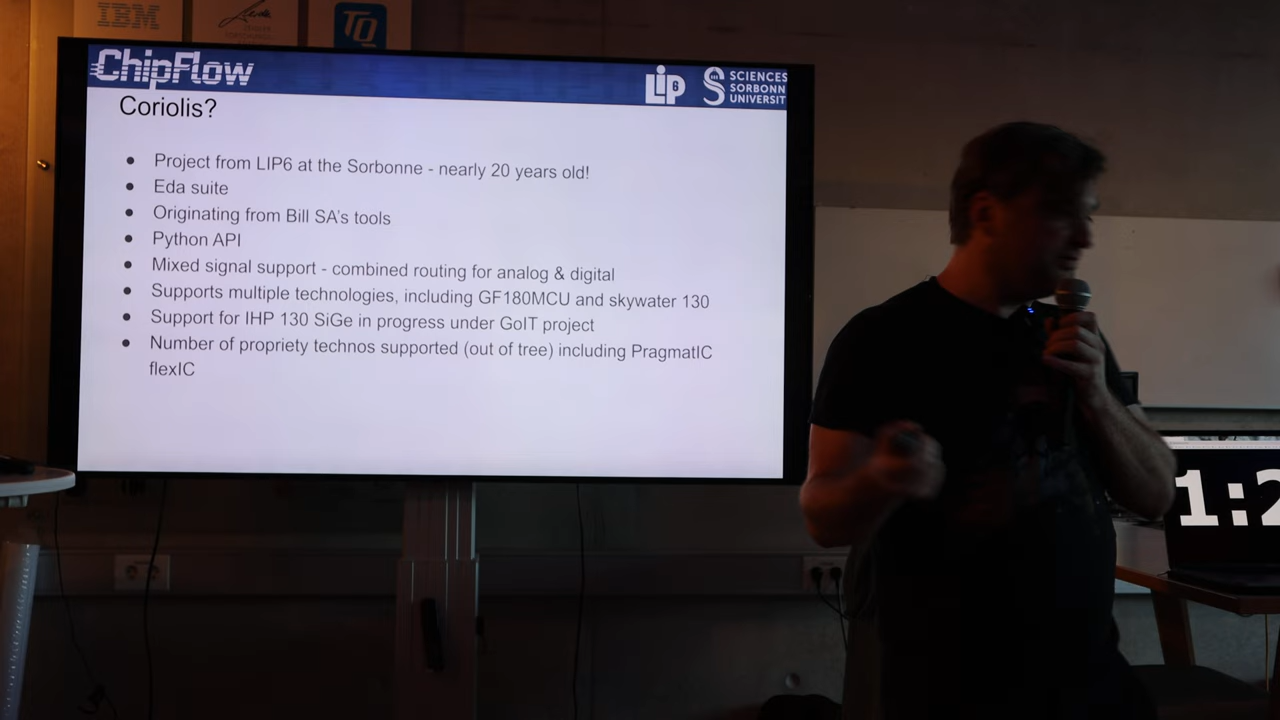 IBM
TO
ChipFlow
LIP6
SCIENCES
SORBONN
UNIVERSIT
Coriolis?
● Project from LIP6 at the Sorbonne - nearly 20 years old!
● Eda suite
● Originating from Bill SA's tools
● Python API
● Mixed signal support - combined routing for analog & digital
● Supports multiple technologies, including GF180MCU and skywater 130
● Support for IHP 130 SiGe in progress under GoIT project
● Number of propriety technos supported (out of tree) including PragmatIC
flexIC
1:2